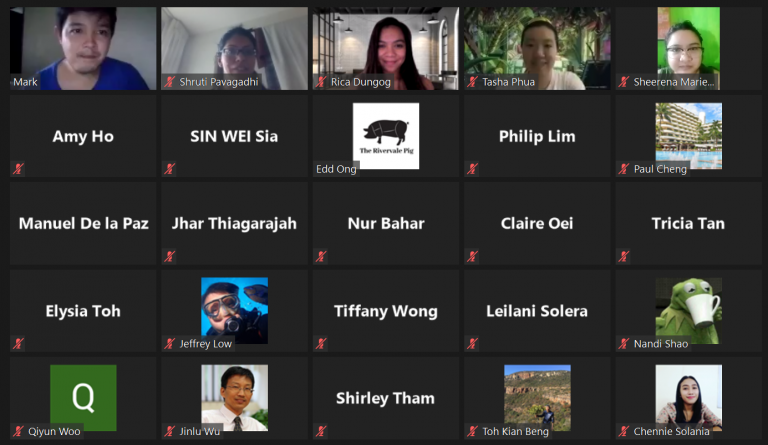 Mark
Shruti Pavagadhi
Rica Dungog
Tasha Phua
Sheerena Marie...
Amy Ho
SIN WEI Sia
The Rivervale Pig
Edd Ong
Philip Lim
Paul Cheng
Manuel De la Paz
Jhar Thiagarajah
Nur Bahar
Claire Oei
Tricia Tan
Elysia Toh
Jeffrey Low
Tiffany Wong
Leilani Solera
Nandi Shao
Q
Qiyun Woo
Jinlu Wu
Shirley Tham
Toh Kian Beng
Chennie Solania